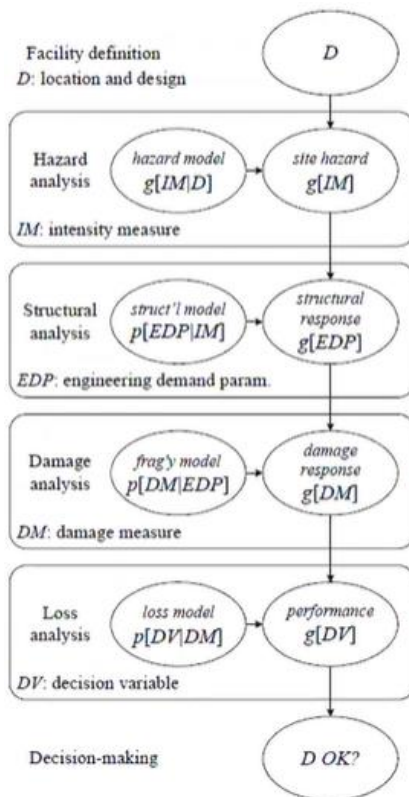 Facility definition
D: location and design
D
Hazard
analysis
hazard model
g[IM|D]
site hazard
g[IM]
IM: intensity measure
Structural
analysis
struct'l model
p[EDP|IM]
structural
response
g[EDP]
EDP: engineering demand param.
Damage
analysis
frag'y model
p[DM|EDP]
damage
response
g[DM]
DM: damage measure
Loss
analysis
loss model
p[DV|DM]
performance
g[DV]
DV: decision variable
Decision-making
D OK?